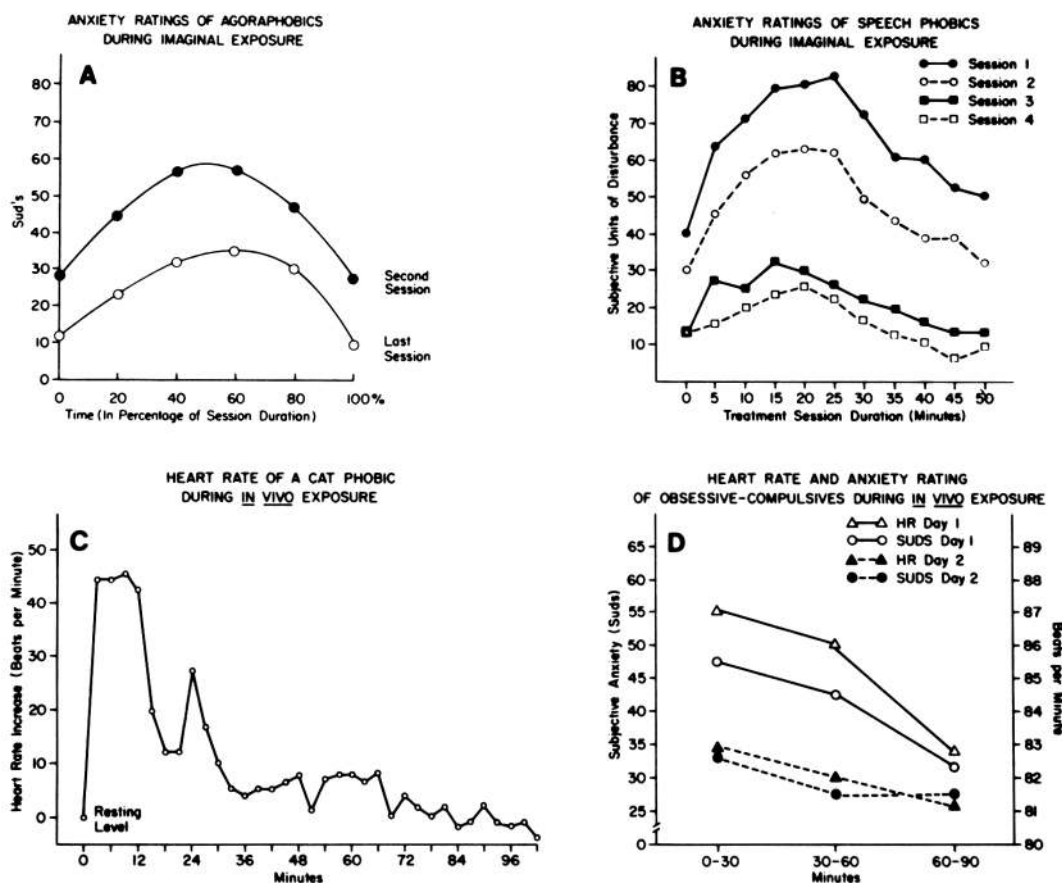 ANXIETY RATINGS OF AGORAPHOBICS
DURING IMAGINAL EXPOSURE
A
80
70
60
50
40
30
20
10
0
Sud's
Second
Session
Last
Session
0
20
40
60
80
100%
Time (In Percentage of Session Duration)
ANXIETY RATINGS OF SPEECH PHOBICS
DURING IMAGINAL EXPOSURE
B
Session 1
Session 2
Session 3
Session 4
80
70
60
50
40
30
20
10
Subjective Units of Disturbance
0
5
10
15
20
25
30
35
40
45
50
Treatment Session Duration (Minutes)
HEART RATE OF A CAT PHOBIC
DURING IN VIVO EXPOSURE
C
50
40
30
20
10
0
Heart Rate Increase (Beats per Minute)
Resting
Level
0
12
24
36
48
60
72
84
96
Minutes
HEART RATE AND ANXIETY RATING
OF OBSESSIVE-COMPULSIVES DURING IN VIVO EXPOSURE
D
HR Day 1
SUDS Day 1
HR Day 2
SUDS Day 2
65
60
55
50
45
40
35
30
25
0
Subjective Anxiety (Suds)
89
88
87
86
85
84
83
82
81
80
Beats per Minute
0-30
30-60
60-90
Minutes